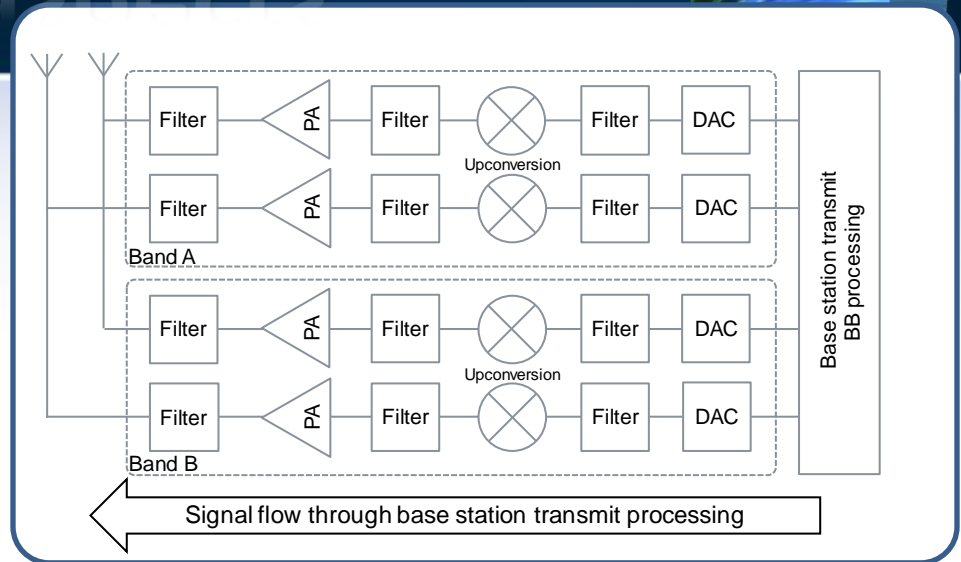 Filter
PA
Filter
Filter
DAC
Upconversion
Filter
PA
Filter
Filter
DAC
Band A
Filter
PA
Filter
Filter
DAC
Upconversion
Filter
PA
Filter
Filter
DAC
Band B
Base station transmit
BB processing
Signal flow through base station transmit processing